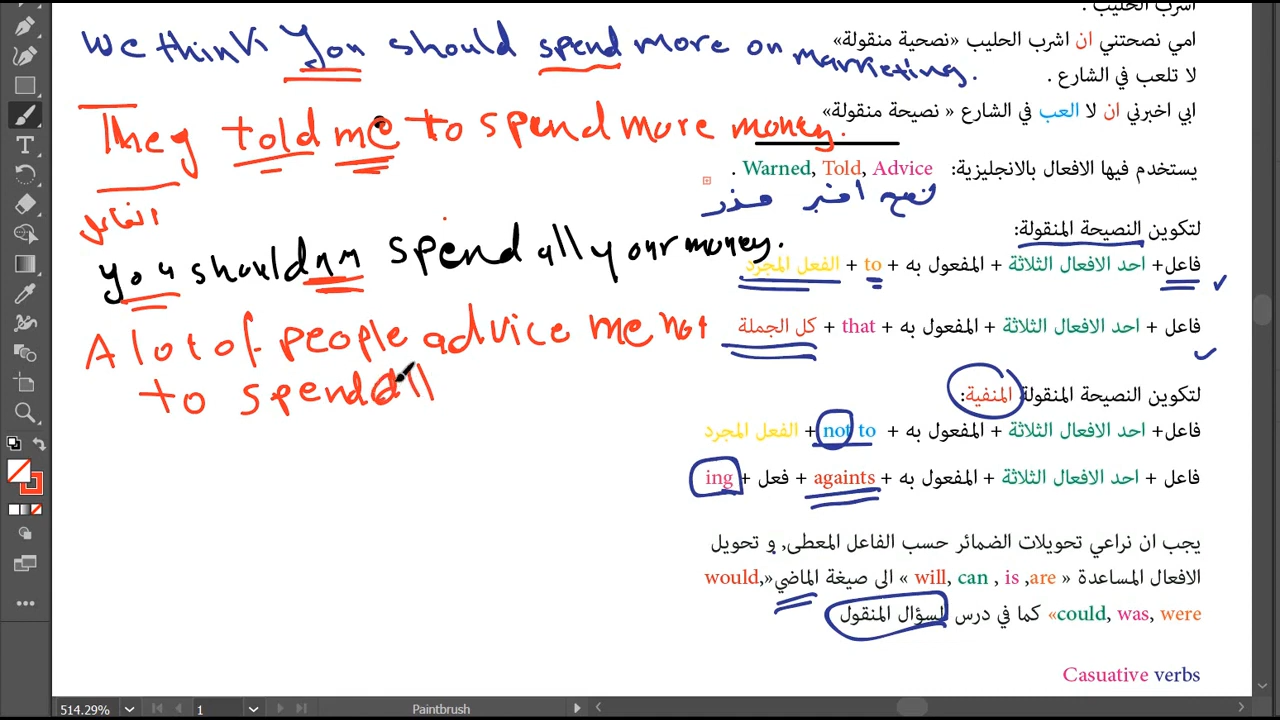 We think you should spend more on marketing.
They told me to spend more money.
الفاعل
you should nn spend all your money.
A lot of people advice me not
to spend all
اشرب الحليب .
امي نصحتني ان اشرب الحليب «نصحية منقولة»
لا تلعب في الشارع .
ابي اخبرني ان لا العب في الشارع « نصيحة منقولة»
يستخدم فيها الافعال بالانجليزية: Warned, Told, Advice .
نصح اخبر حذر
لتكوين النصيحة المنقولة:
فاعل+ احد الافعال الثلاثة + المفعول به + to + الفعل المجرد
فاعل + احد الافعال الثلاثة + المفعول به + that + كل الجملة
لتكوين النصيحة المنقولة المنفية:
فاعل+ احد الافعال الثلاثة + المفعول به + not to + الفعل المجرد
فاعل + احد الافعال الثلاثة + المفعول به + againts + فعل + ing
يجب ان نراعي تحويلات الضمائر حسب الفاعل المعطى, و تحويل
الافعال المساعدة « will, can , is ,are » الى صيغة الماضي«would,
could, was, were» كما في درس السؤال المنقول
Casuative verbs
514.29%
1
Paintbrush